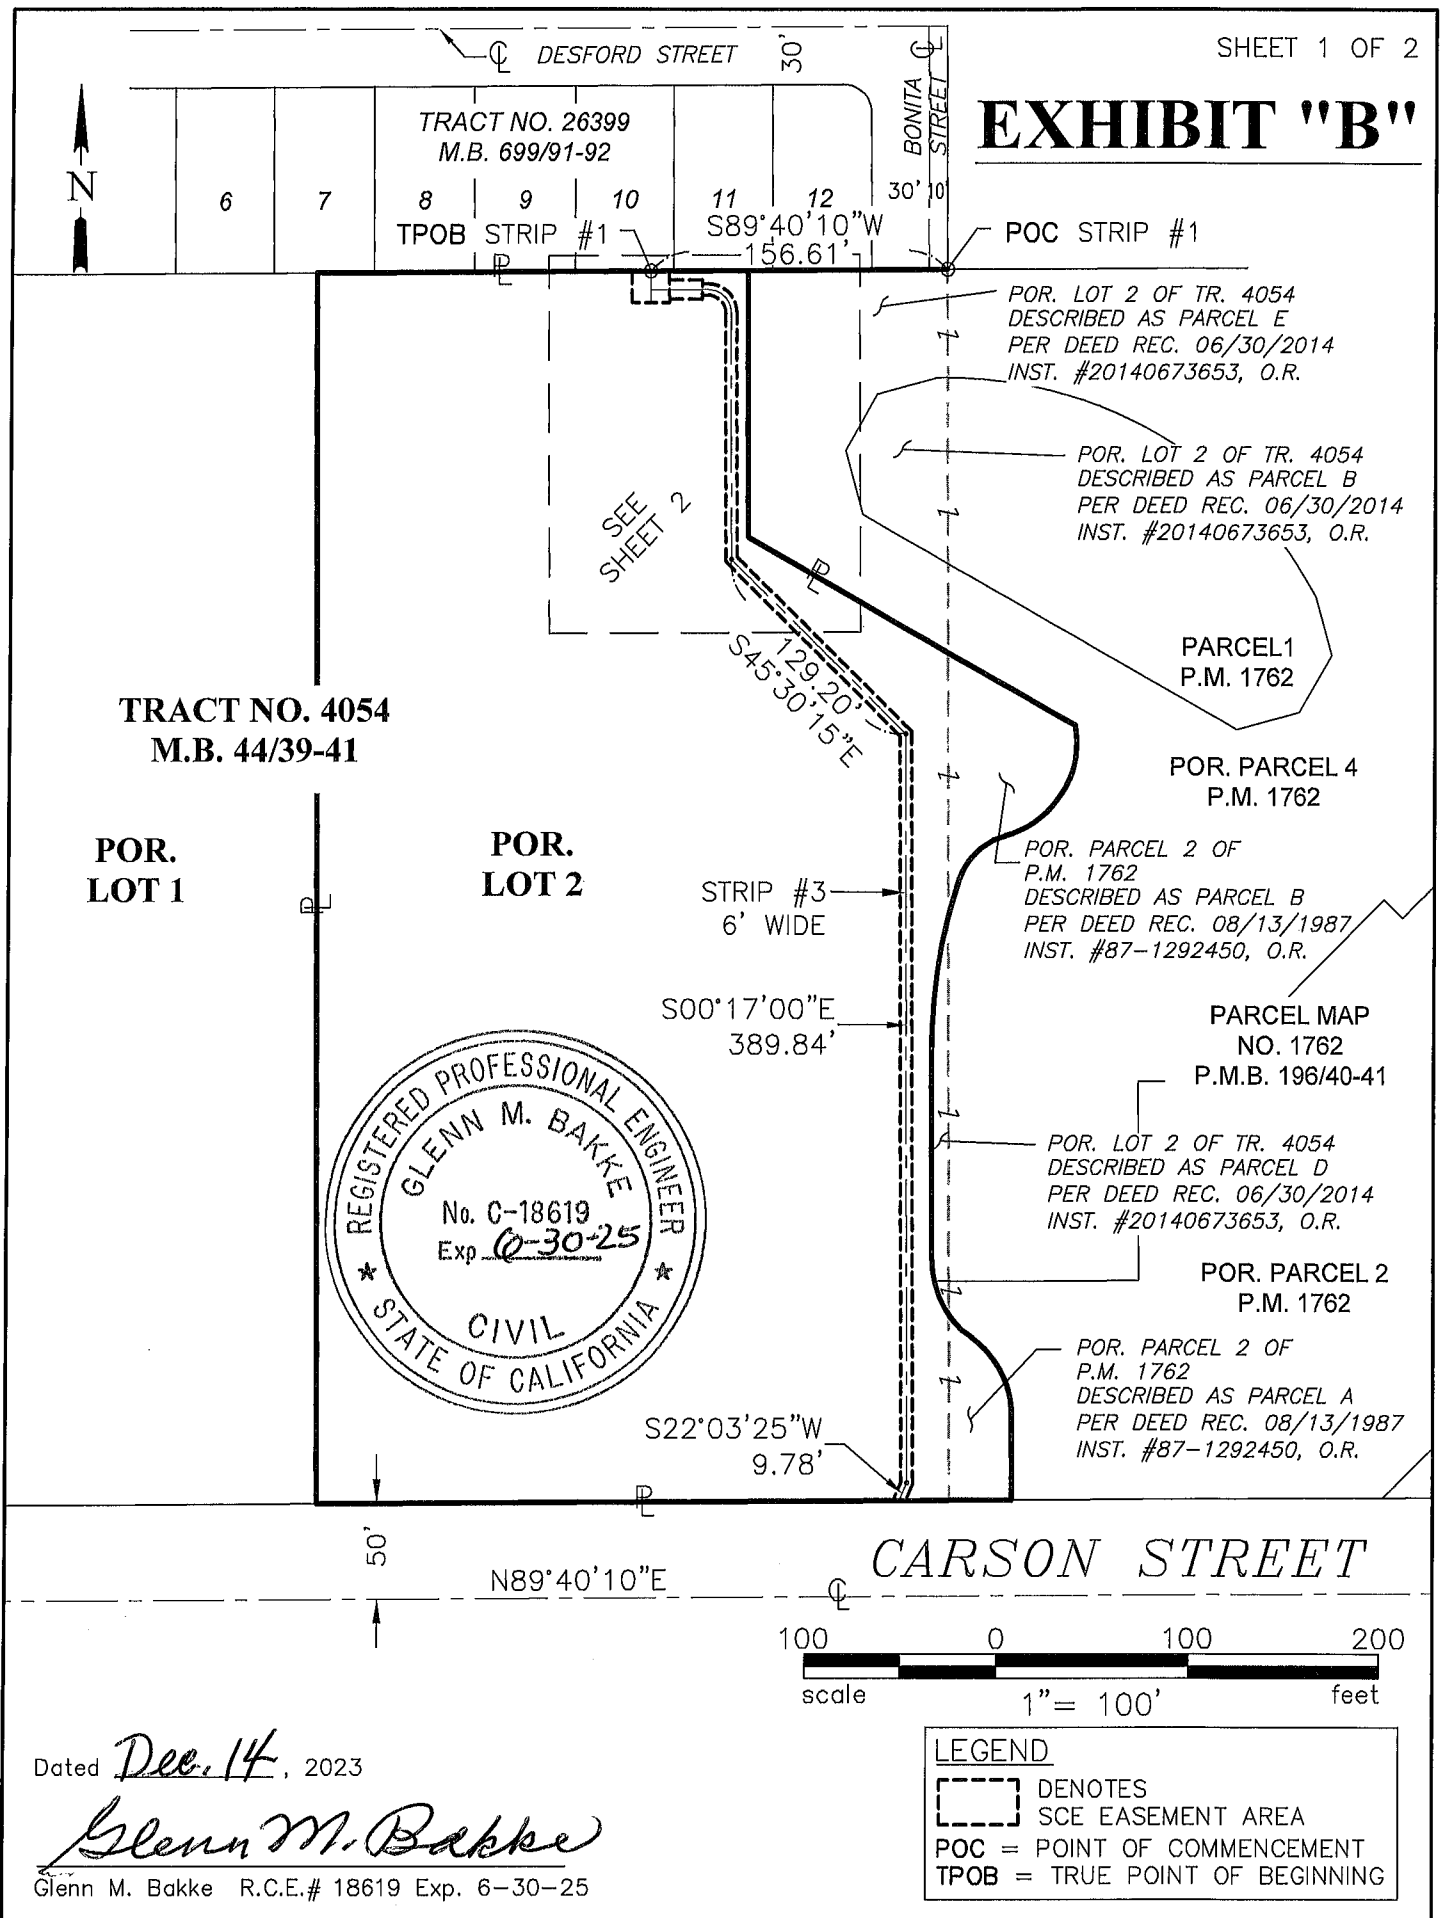 SHEET 1 OF 2
EXHIBIT "B"
CL DESFORD STREET
30'
BONITA STREET
CL
TRACT NO. 26399
M.B. 699/91-92
N
6 7 8 9 10 11 12
30' 10'
TPOB STRIP #1
S89°40'10"W
156.61'
POC STRIP #1
PL
POR. LOT 2 OF TR. 4054
DESCRIBED AS PARCEL E
PER DEED REC. 06/30/2014
INST. #20140673653, O.R.
POR. LOT 2 OF TR. 4054
DESCRIBED AS PARCEL B
PER DEED REC. 06/30/2014
INST. #20140673653, O.R.
SEE
SHEET 2
PL
129.20'
S45°30'15"E
PARCEL1
P.M. 1762
TRACT NO. 4054
M.B. 44/39-41
POR. PARCEL 4
P.M. 1762
POR.
LOT 1
POR.
LOT 2
PL
STRIP #3
6' WIDE
POR. PARCEL 2 OF
P.M. 1762
DESCRIBED AS PARCEL B
PER DEED REC. 08/13/1987
INST. #87-1292450, O.R.
S00°17'00"E
389.84'
PARCEL MAP
NO. 1762
P.M.B. 196/40-41
REGISTERED PROFESSIONAL ENGINEER
GLENN M. BAKKE
No. C-18619
Exp 6-30-25
CIVIL
STATE OF CALIFORNIA
POR. LOT 2 OF TR. 4054
DESCRIBED AS PARCEL D
PER DEED REC. 06/30/2014
INST. #20140673653, O.R.
POR. PARCEL 2
P.M. 1762
POR. PARCEL 2 OF
P.M. 1762
DESCRIBED AS PARCEL A
PER DEED REC. 08/13/1987
INST. #87-1292450, O.R.
S22°03'25"W
9.78'
PL
50'
CARSON STREET
N89°40'10"E
CL
100 0 100 200
scale 1"= 100' feet
Dated Dec. 14, 2023
Glenn M. Bakke
Glenn M. Bakke R.C.E.# 18619 Exp. 6-30-25
LEGEND
DENOTES
SCE EASEMENT AREA
POC = POINT OF COMMENCEMENT
TPOB = TRUE POINT OF BEGINNING